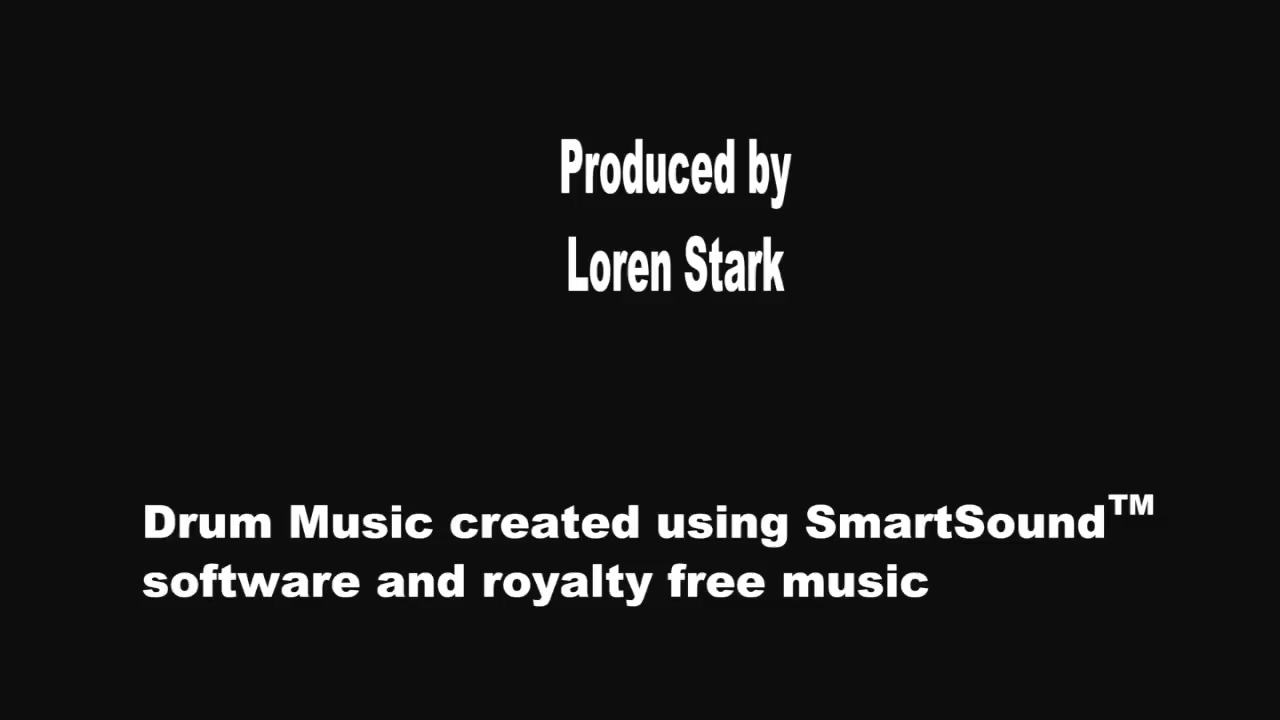 Produced by
Loren Stark
Drum Music created using SmartSound™
software and royalty free music